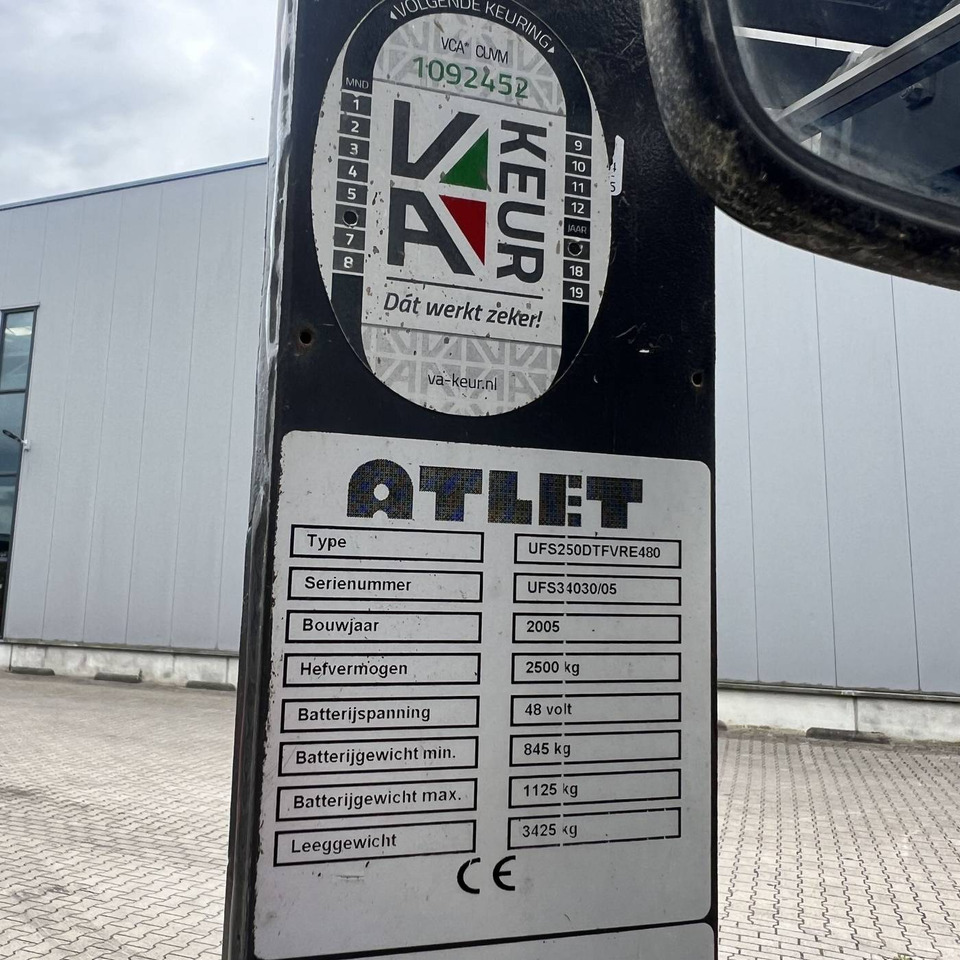 VOLGENDE KEURING
VCA* CUVM
1092452
MND
1
2
3
4
5
7
8
9
10
11
12
JAAR
18
19
VA KEUR
Dát werkt zeker!
va-keur.nl
ATLET
Type UFS250DTFVRE480
Serienummer UFS34030/05
Bouwjaar 2005
Hefvermogen 2500 kg
Batterijspanning 48 volt
Batterijgewicht min. 845 kg
Batterijgewicht max. 1125 kg
Leeggewicht 3425 kg
CE